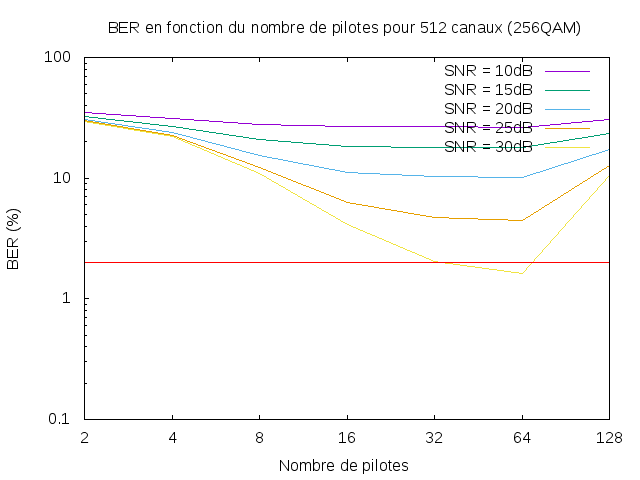 BER en fonction du nombre de pilotes pour 512 canaux (256QAM)
100
SNR = 10dB
SNR = 15dB
SNR = 20dB
SNR = 25dB
SNR = 30dB
10
BER (%)
1
0.1
2 4 8 16 32 64 128
Nombre de pilotes